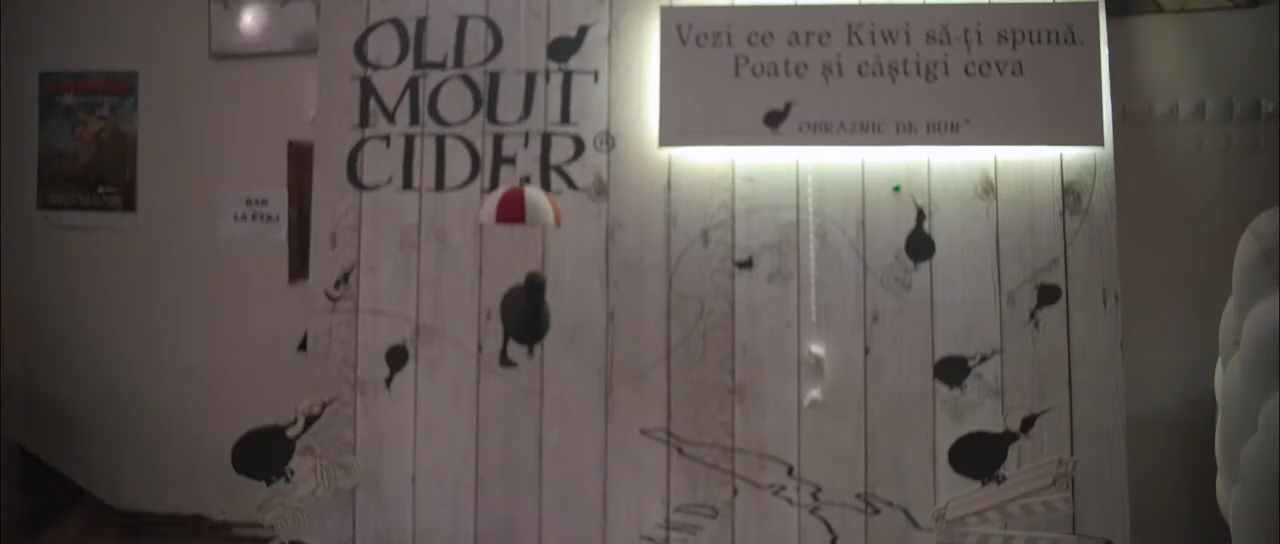 OLD
MOUT
CIDER®
Vezi ce are Kiwi să-ți spună.
Poate și câștigi ceva
OBRAZNIC DE BUN
BAR
LA ETAJ